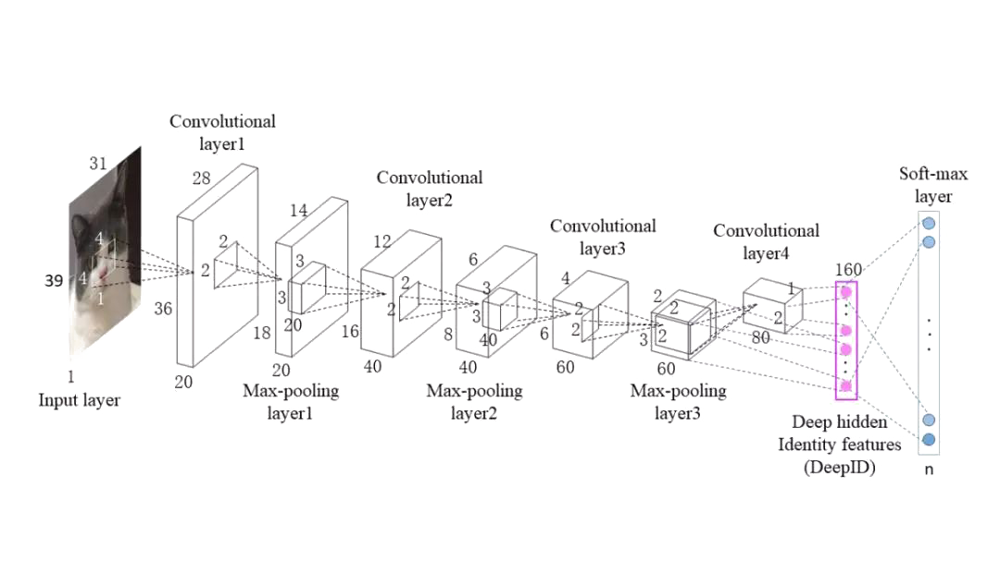 Convolutional
layer1
Convolutional
layer2
Convolutional
layer3
Convolutional
layer4
Soft-max
layer
31
39
4
4
1
1
Input layer
28
36
20
2
2
14
18
20
3
3
20
Max-pooling
layer1
12
16
40
2
2
6
8
40
3
3
40
Max-pooling
layer2
4
6
60
2
2
2
3
60
2
2
Max-pooling
layer3
1
2
80
160
Deep hidden
Identity features
(DeepID)
n